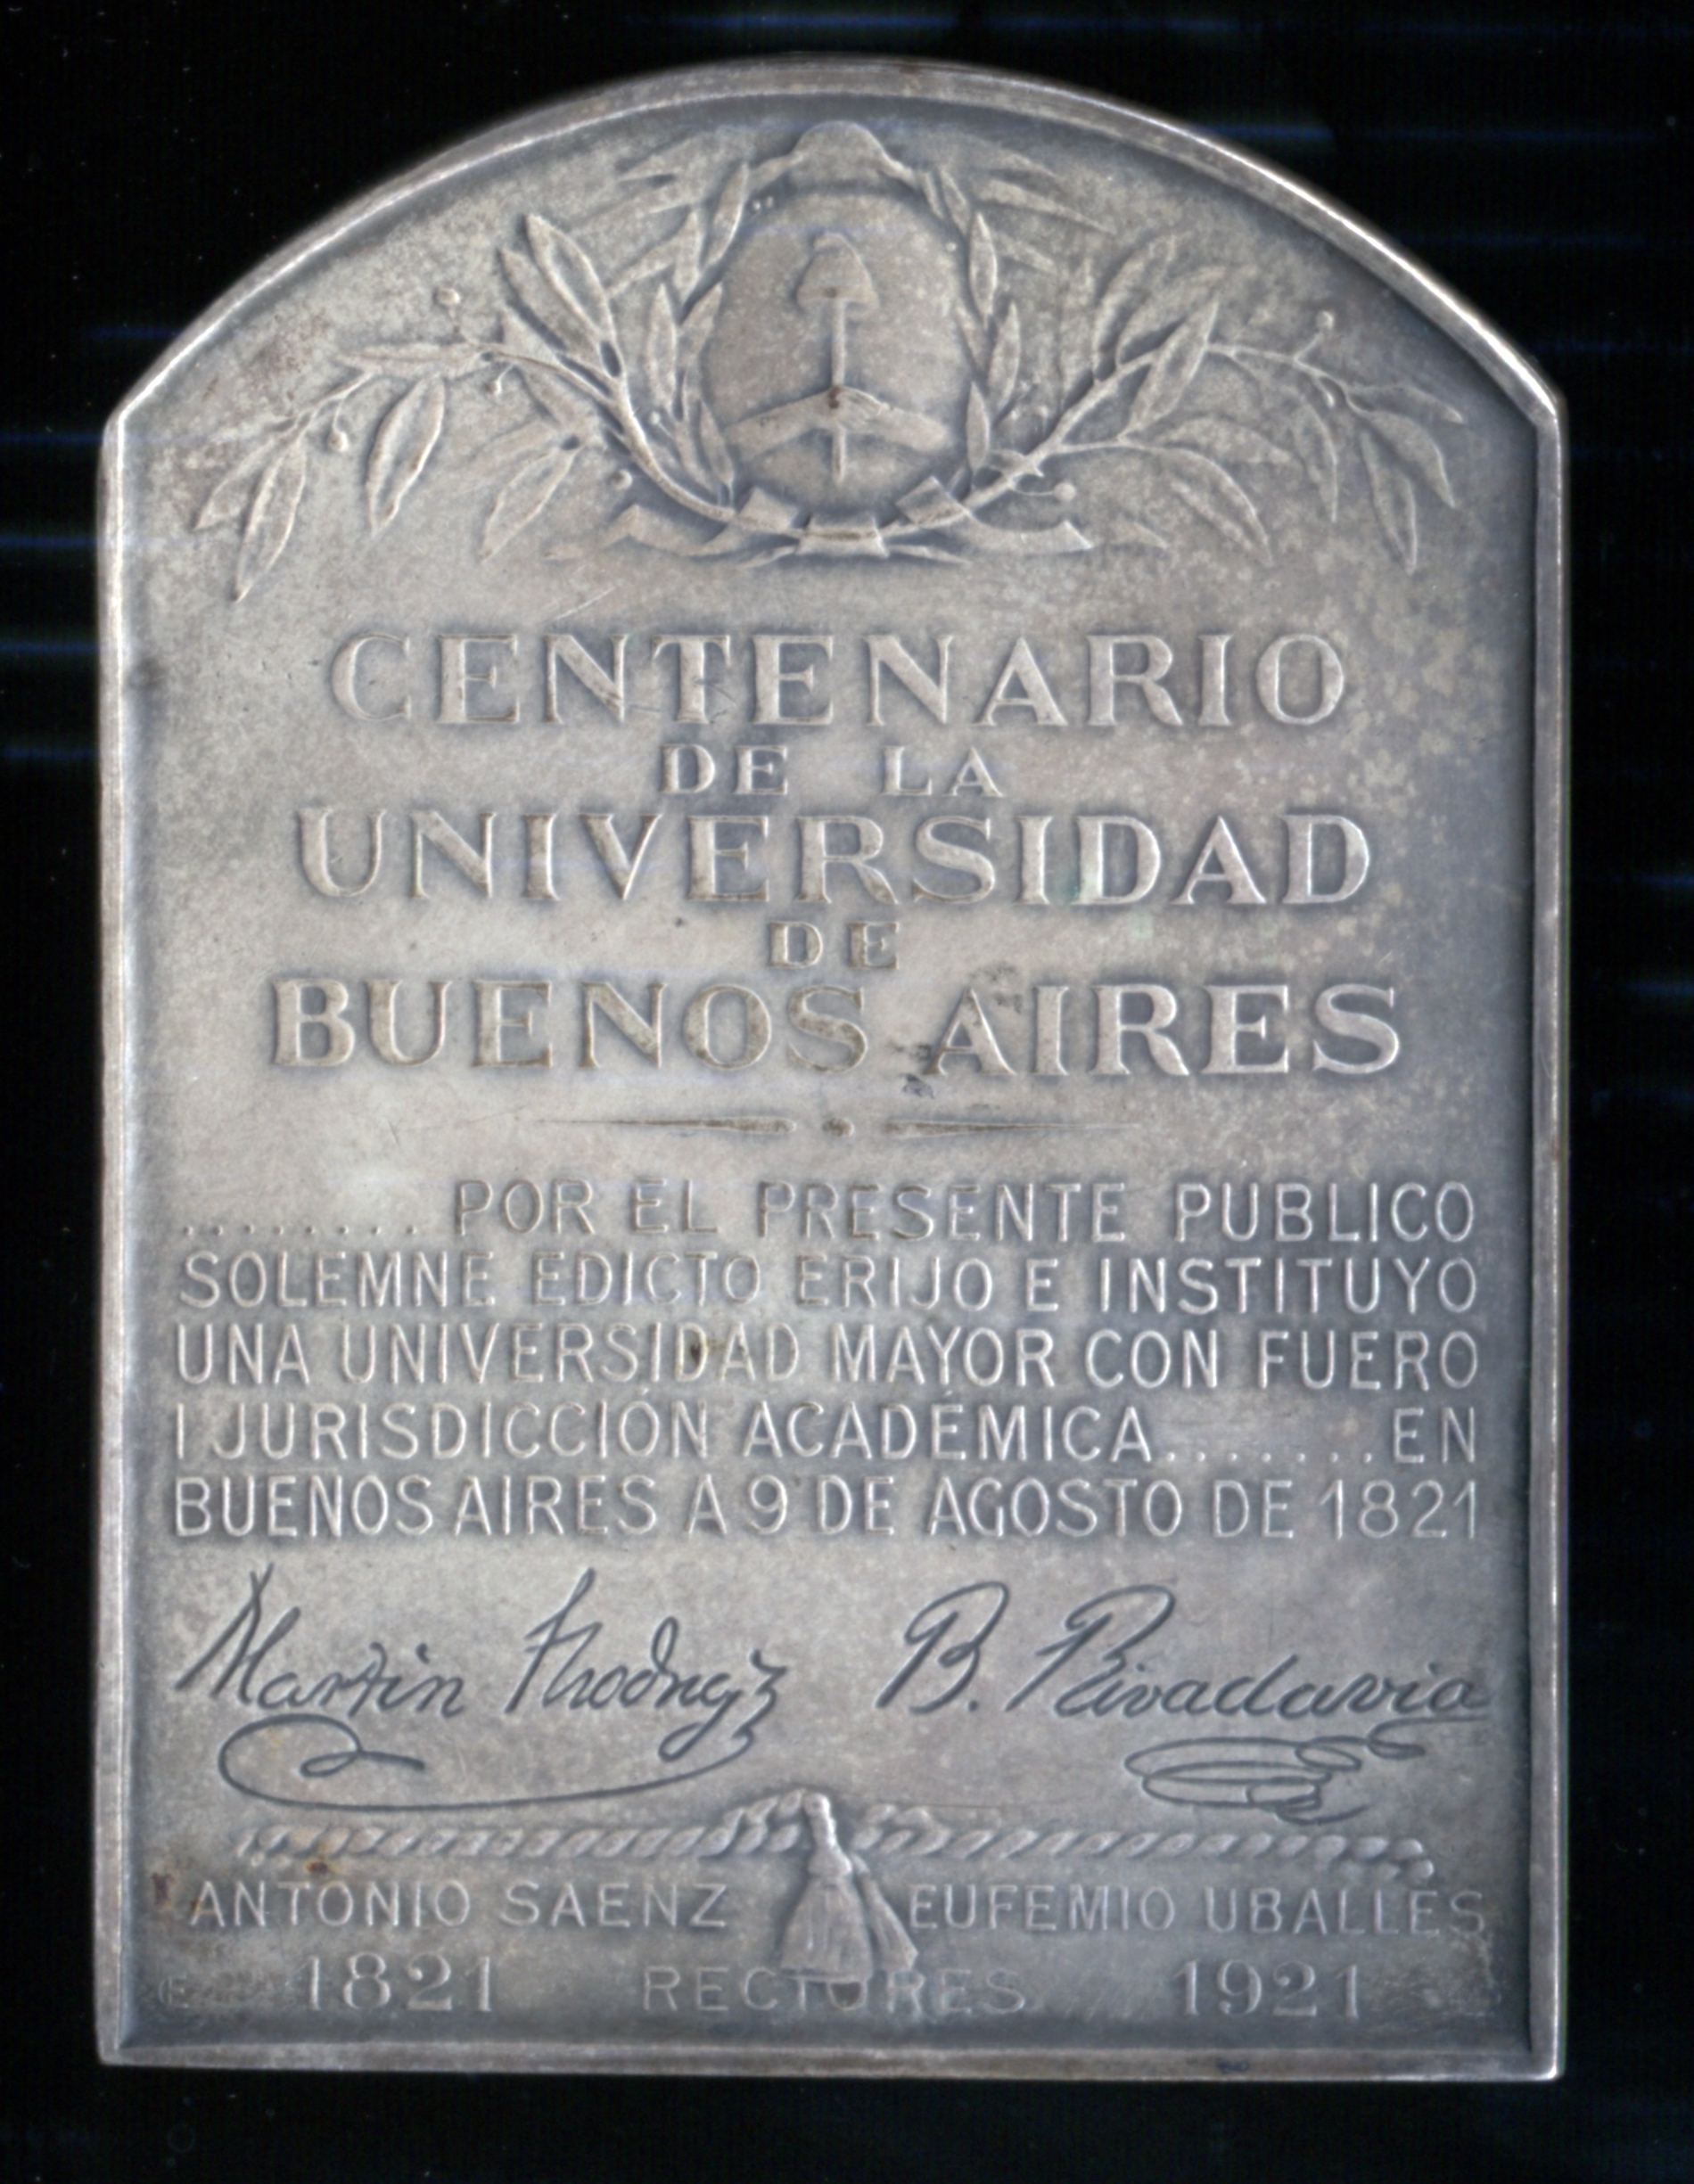 CENTENARIO
DE LA
UNIVERSIDAD
DE
BUENOS AIRES
........ POR EL PRESENTE PUBLICO
SOLEMNE EDICTO ERIJO E INSTITUYO
UNA UNIVERSIDAD MAYOR CON FUERO
I JURISDICCIÓN ACADÉMICA........EN
BUENOS AIRES A 9 DE AGOSTO DE 1821
Martin Rhodrigz B. Rivadavia
ANTONIO SAENZ EUFEMIO UBALLES
1821 RECTORES 1921